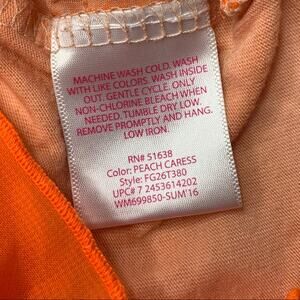 MACHINE WASH COLD. WASH
WITH LIKE COLORS. WASH INSIDE
OUT. GENTLE CYCLE. ONLY
NON-CHLORINE BLEACH WHEN
NEEDED. TUMBLE DRY LOW.
REMOVE PROMPTLY AND HANG.
LOW IRON.
RN# 51638
Color: PEACH CARESS
Style: FG26T380
UPC# 7 2453614202
WM699850-SUM'16